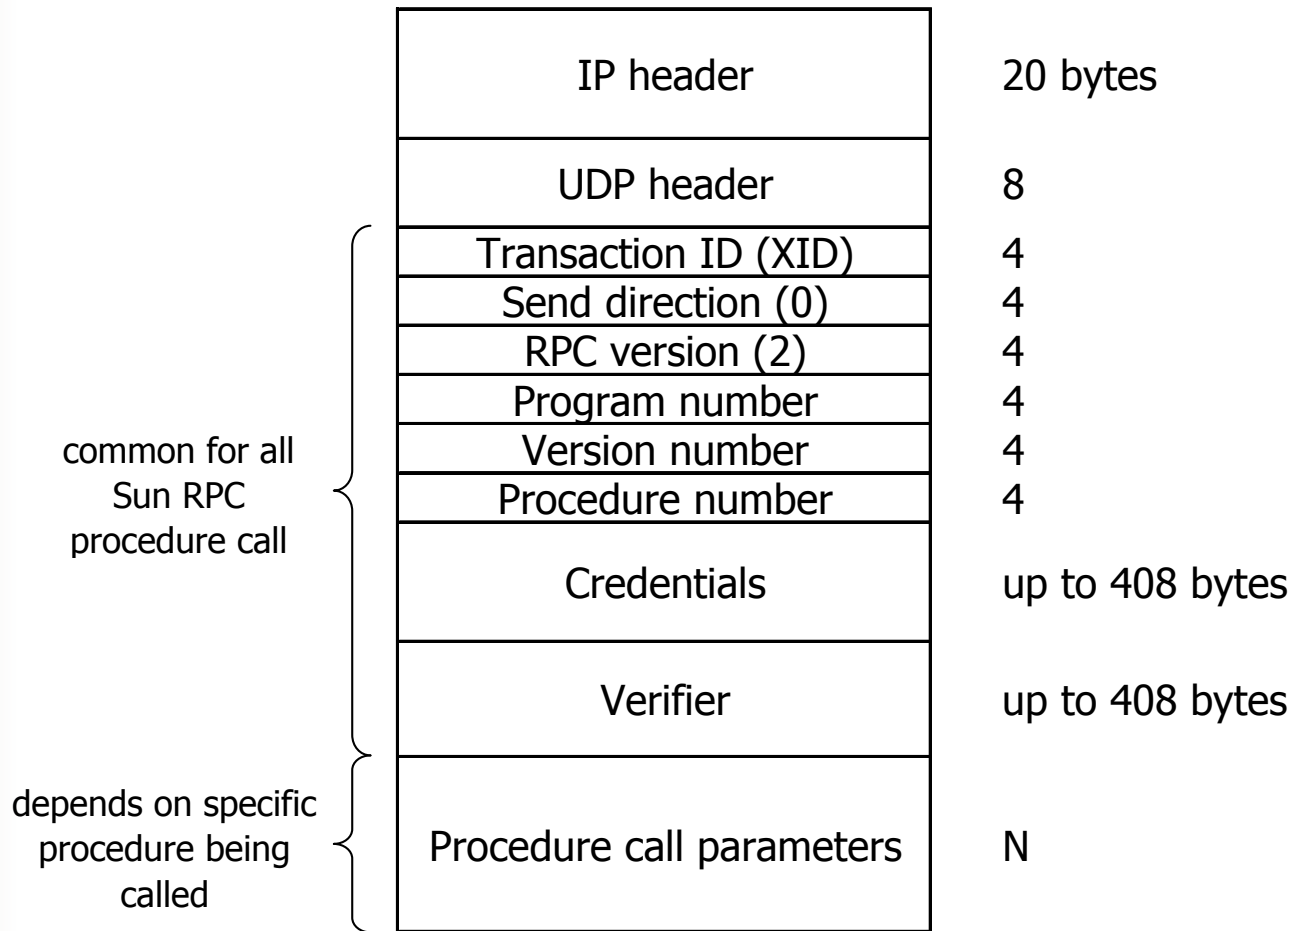 IP header 20 bytes
UDP header 8
Transaction ID (XID) 4
Send direction (0) 4
RPC version (2) 4
Program number 4
Version number 4
Procedure number 4
common for all
Sun RPC
procedure call
Credentials up to 408 bytes
Verifier up to 408 bytes
depends on specific
procedure being
called
Procedure call parameters N